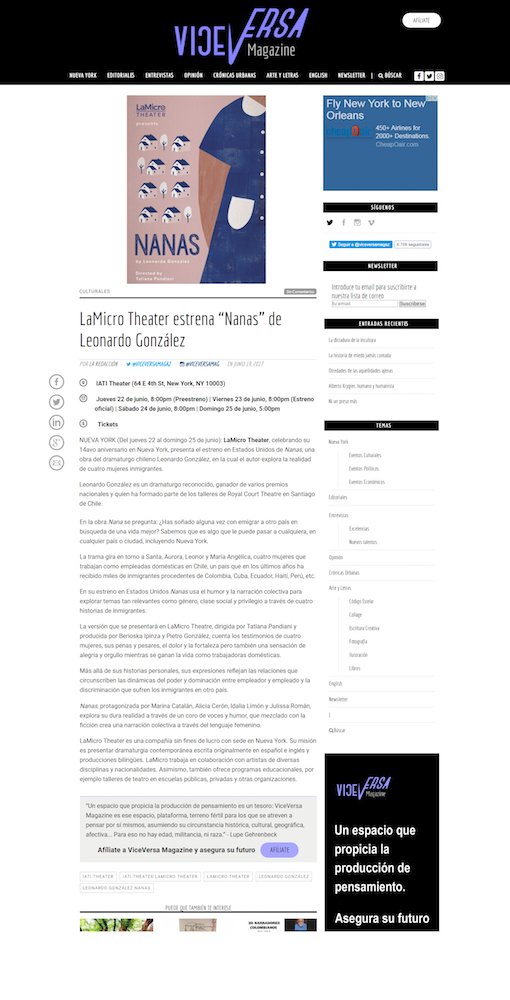 VICEVERSA
Magazine
AFÍLIATE
NUEVA YORK EDITORIALES ENTREVISTAS OPINIÓN CRÓNICAS URBANAS ARTE Y LETRAS ENGLISH NEWSLETTER | BÚSCAR
LaMicro
THEATER
presents
NANAS
by Leonardo González
Directed by
Tatiana Pandiani
CULTURALES
LaMicro Theater estrena “Nanas” de
Leonardo González
POR LA REDACCIÓN @VICEVERSAMAGAZ @VICEVERSAMAG EN JUNIO DE 2017
IATI Theater (64 E 4th St, New York, NY 10003)
Jueves 22 de junio, 8:00pm (Preestreno) | Viernes 23 de junio, 8:00pm (Estreno
oficial) | Sábado 24 de junio, 8:00pm | Domingo 25 de junio, 5:00pm
Tickets
NUEVA YORK (Del jueves 22 al domingo 25 de junio): LaMicro Theater, celebrando su
14avo aniversario en Nueva York, presenta el estreno en Estados Unidos de Nanas, una
obra del dramaturgo chileno Leonardo González, en la cual el autor explora la realidad
de cuatro mujeres inmigrantes.
Leonardo González es un dramaturgo reconocido, ganador de varios premios
nacionales y quien ha formado parte de los talleres de Royal Court Theatre en Santiago
de Chile.
En la obra Nana se pregunta: ¿Has soñado alguna vez con emigrar a otro país en
búsqueda de una vida mejor? Sabemos que es algo que le puede pasar a cualquiera, en
cualquier país o ciudad, incluyendo Nueva York.
La trama gira en torno a Santa, Aurora, Leonor y María Angélica, cuatro mujeres que
trabajan como empleadas domésticas en Chile, un país que en los últimos años ha
recibido miles de inmigrantes procedentes de Colombia, Cuba, Ecuador, Haití, Perú, etc.
En su estreno en Estados Unidos Nanas usa el humor y la narración colectiva para
explorar temas tan relevantes como género, clase social y privilegio a través de cuatro
historias de inmigrantes.
La versión que se presentará en LaMicro Theatre, dirigida por Tatiana Pandiani y
producida por Berioska Ipinza y Pietro González, cuenta los testimonios de cuatro
mujeres, sus penas y pesares, el dolor y la fortaleza pero también una sensación de
alegría y orgullo mientras se ganan la vida como trabajadoras domésticas.
Más allá de sus historias personales, sus expresiones reflejan las relaciones que
circunscriben las dinámicas del poder y dominación entre empleador y empleado y la
discriminación que sufren los inmigrantes en otro país.
Nanas, protagonizada por Marina Catalán, Alicia Cerón, Idalia Limón y Julissa Román,
explora su dura realidad a través de un coro de voces y humor, que mezclado con la
ficción crea una narración colectiva a través del lenguaje femenino.
LaMicro Theater es una compañía sin fines de lucro con sede en Nueva York. Su misión
es presentar dramaturgia contemporánea escrita originalmente en español e inglés y
producciones bilingües. LaMicro trabaja en colaboración con artistas de diversas
disciplinas y nacionalidades. Asimismo, también ofrece programas educacionales, por
ejemplo talleres de teatro en escuelas públicas, privadas y otras organizaciones.
“Un espacio que propicia la producción de pensamiento es un tesoro: ViceVersa
Magazine es ese espacio, plataforma, terreno fértil para los que se atreven a
pensar por sí mismos, asumiendo su circunstancia histórica, cultural, geográfica,
afectiva... Para eso no hay edad, militancia, ni raza.” - Lupe Gehrenbeck
Afíliate a ViceVersa Magazine y asegura su futuro AFÍLIATE
IATI THEATER IATI THEATER LAMICRO THEATER LAMICRO THEATER LEONARDO GONZÁLEZ
LEONARDO GONZÁLEZ NANAS
PUEDE QUE TAMBIÉN TE INTERESE
DE NARRADORES
COLOMBIANOS
Fly New York to New
Orleans
450+ Airlines for
2000+ Destinations.
CheapOair.com
SÍGUENOS
Seguir a @viceversamagaz
NEWSLETTER
Introduce tu email para suscribirte a
nuestra lista de correo
tu email Suscribirse
ENTRADAS RECIENTES
La dictadura de la incultura
La historia de miedo jamás contada
Oriedades de los aquellándos ajenas
Alberto Krygier, humano y humanista
Ni un preso más
TEMAS
Nueva York
Eventos Culturales
Eventos Políticos
Eventos Económicos
Editoriales
Entrevistas
Excelencias
Nuevos talentos
Opinión
Crónicas Urbanas
Arte y Letras
Código Exterior
Collage
Escritura Creativa
Fotografía
Ilustración
Libros
English
Newsletter
|
Búscar
VICEVERSA
Magazine
Un espacio que
propicia la
producción de
pensamiento.
Asegura su futuro